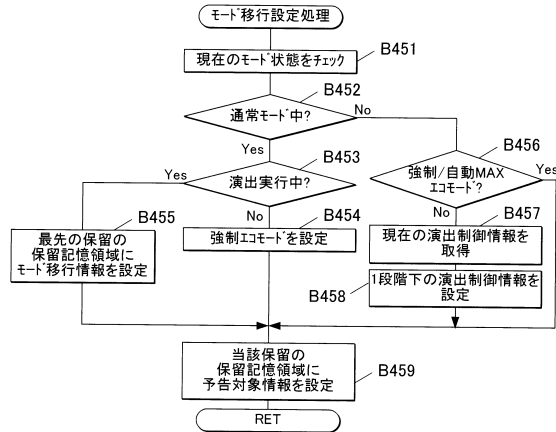 モード移行設定処理
現在のモード状態をチェック
B451
B452
通常モード中?
No
Yes
B453
演出実行中?
Yes
No
B456
強制/自動MAX
エコモード?
Yes
No
B455
最先の保留の
保留記憶領域に
モード移行情報を設定
B454
強制エコモードを設定
B457
現在の演出制御情報を
取得
B458
1段階下の演出制御情報を
設定
当該保留の
保留記憶領域に
予告対象情報を設定
B459
RET